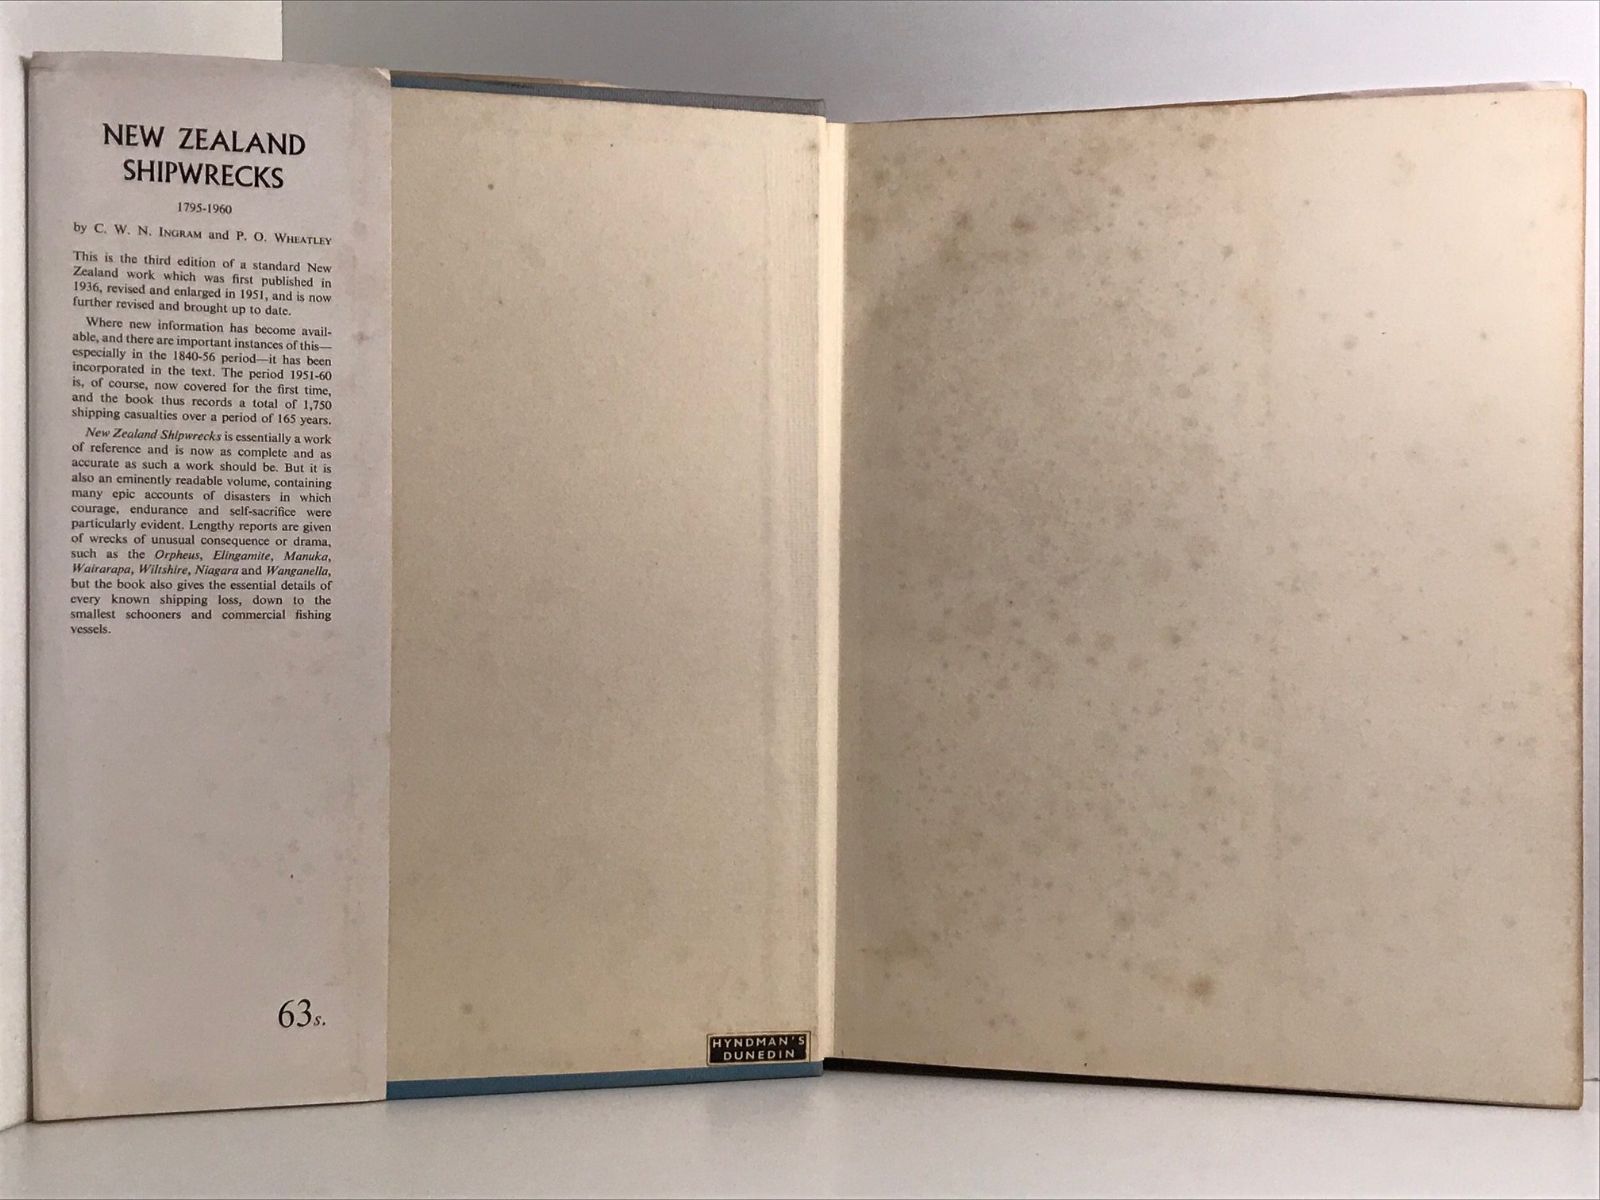 NEW ZEALAND
SHIPWRECKS
1795-1960
by C. W. N. INGRAM and P. O. WHEATLEY
This is the third edition of a standard New
Zealand work which was first published in
1936, revised and enlarged in 1951, and is now
further revised and brought up to date.
Where new information has become avail-
able, and there are important instances of this—
especially in the 1840-56 period—it has been
incorporated in the text. The period 1951-60
is, of course, now covered for the first time,
and the book thus records a total of 1,750
shipping casualties over a period of 165 years.
New Zealand Shipwrecks is essentially a work
of reference and is now as complete and as
accurate as such a work should be. But it is
also an eminently readable volume, containing
many epic accounts of disasters in which
courage, endurance and self-sacrifice were
particularly evident. Lengthy reports are given
of wrecks of unusual consequence or drama,
such as the Orpheus, Elingamite, Manuka,
Wairarapa, Wiltshire, Niagara and Wanganella,
but the book also gives the essential details of
every known shipping loss, down to the
smallest schooners and commercial fishing
vessels.
63s.
HYNDMAN'S
DUNEDIN